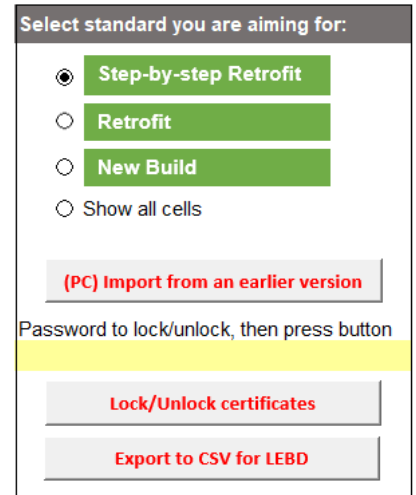 Select standard you are aiming for:
Step-by-step Retrofit
Retrofit
New Build
Show all cells
(PC) Import from an earlier version
Password to lock/unlock, then press button
Lock/Unlock certificates
Export to CSV for LEBD